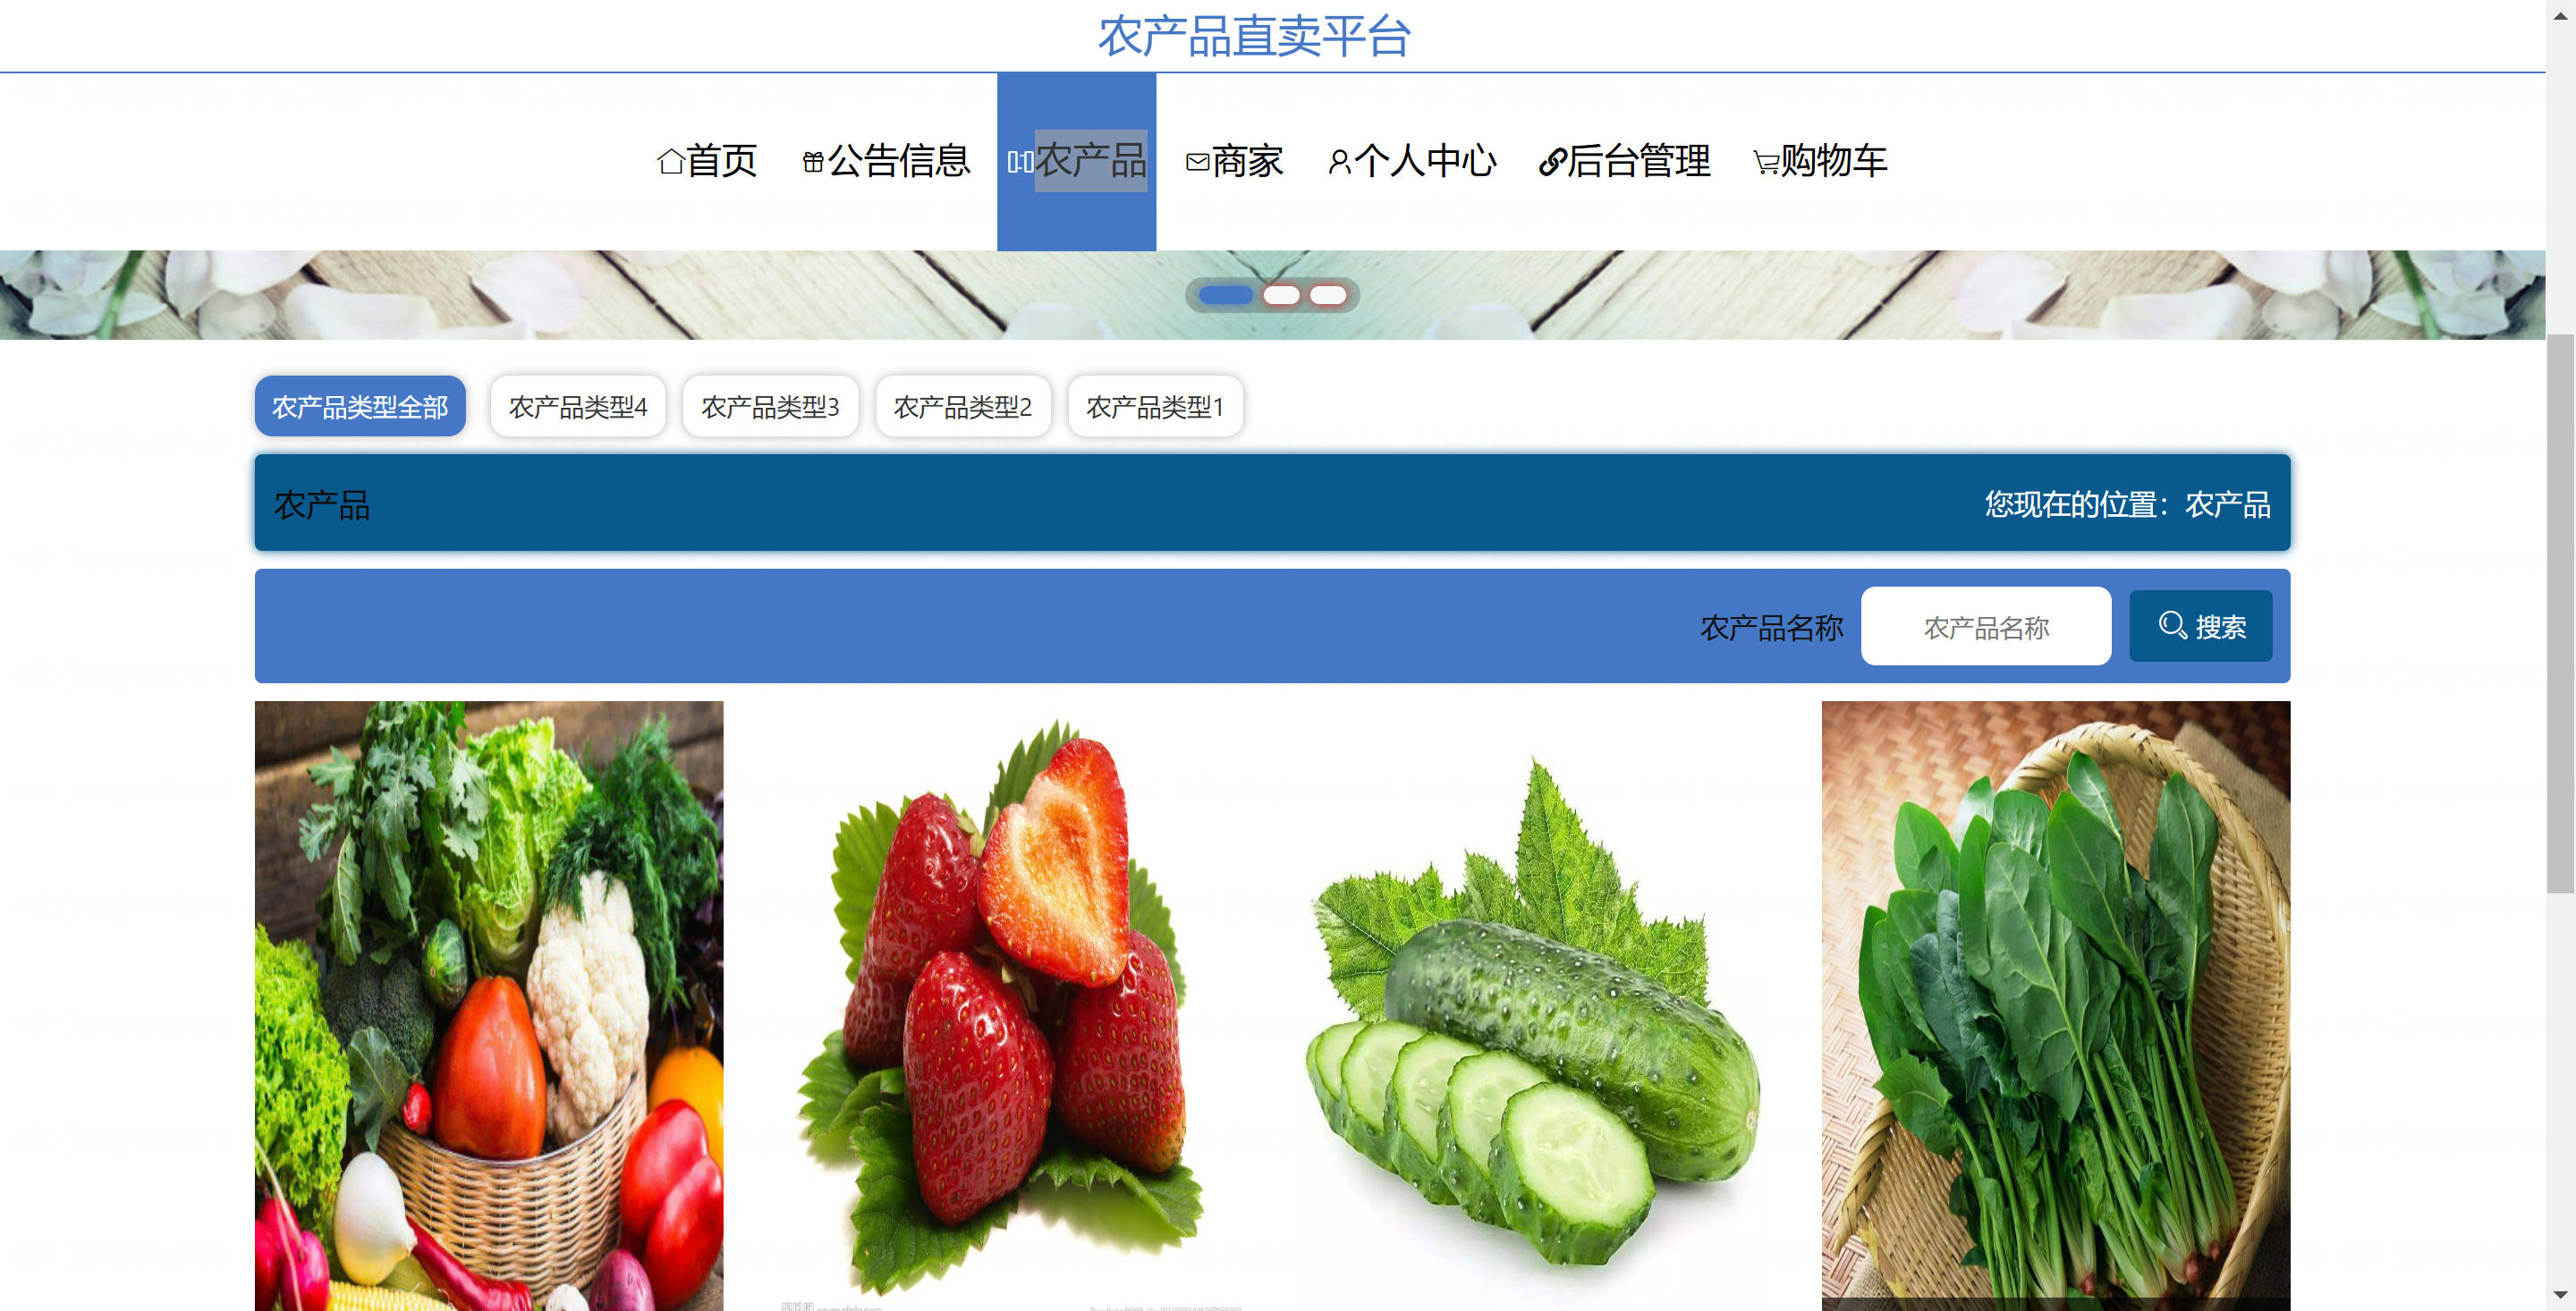 农产品直卖平台
首页 公告信息 农产品 商家 个人中心 后台管理 购物车
农产品类型全部 农产品类型4 农产品类型3 农产品类型2 农产品类型1
农产品 您现在的位置：农产品
农产品名称 农产品名称 搜索